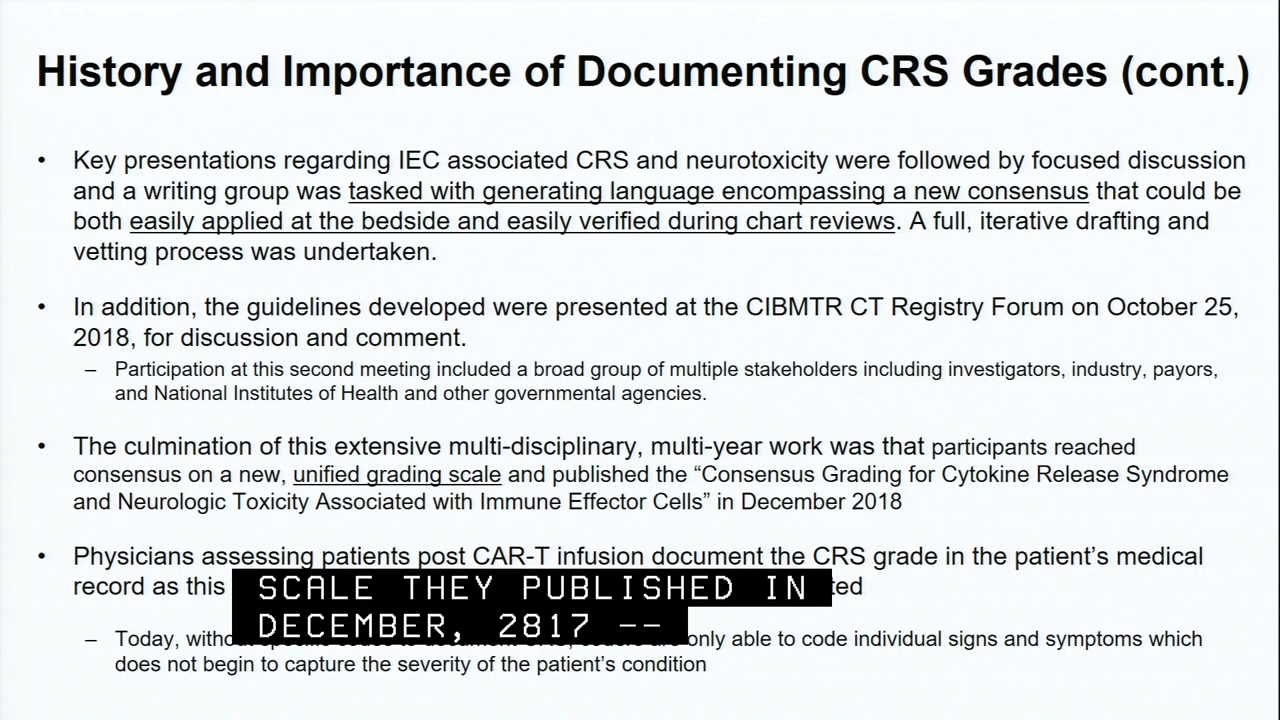 History and Importance of Documenting CRS Grades (cont.)
• Key presentations regarding IEC associated CRS and neurotoxicity were followed by focused discussion
and a writing group was tasked with generating language encompassing a new consensus that could be
both easily applied at the bedside and easily verified during chart reviews. A full, iterative drafting and
vetting process was undertaken.
• In addition, the guidelines developed were presented at the CIBMTR CT Registry Forum on October 25,
2018, for discussion and comment.
– Participation at this second meeting included a broad group of multiple stakeholders including investigators, industry, payors,
and National Institutes of Health and other governmental agencies.
• The culmination of this extensive multi-disciplinary, multi-year work was that participants reached
consensus on a new, unified grading scale and published the “Consensus Grading for Cytokine Release Syndrome
and Neurologic Toxicity Associated with Immune Effector Cells” in December 2018
• Physicians assessing patients post CAR-T infusion document the CRS grade in the patient’s medical
record as this
SCALE THEY PUBLISHED IN
DECEMBER, 2817 --
– Today, only able to code individual signs and symptoms which
does not begin to capture the severity of the patient’s condition